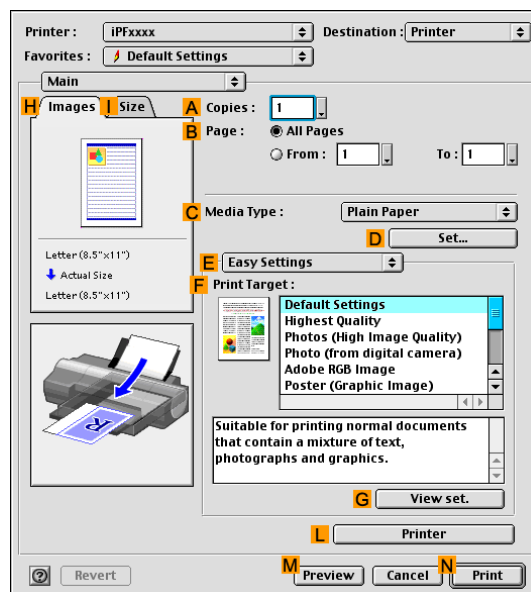 Printer : iPFxxxx Destination : Printer
Favorites : Default Settings
Main
H Images I Size
A Copies : 1
B Page : All Pages
From : 1 To : 1
C Media Type : Plain Paper
D Set...
Letter (8.5"x11")
Actual Size
Letter (8.5"x11")
E Easy Settings
F Print Target :
Default Settings
Highest Quality
Photos (High Image Quality)
Photo (from digital camera)
Adobe RGB Image
Poster (Graphic Image)
R
Suitable for printing normal documents
that contain a mixture of text,
photographs and graphics.
G View set.
L Printer
? Revert M Preview Cancel N Print